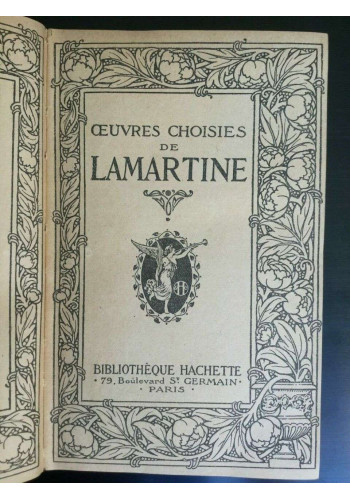 ŒUVRES CHOISIES
DE
LAMARTINE
H
BIBLIOTHÈQUE HACHETTE
• 79, Boulevard St GERMAIN •
• PARIS •